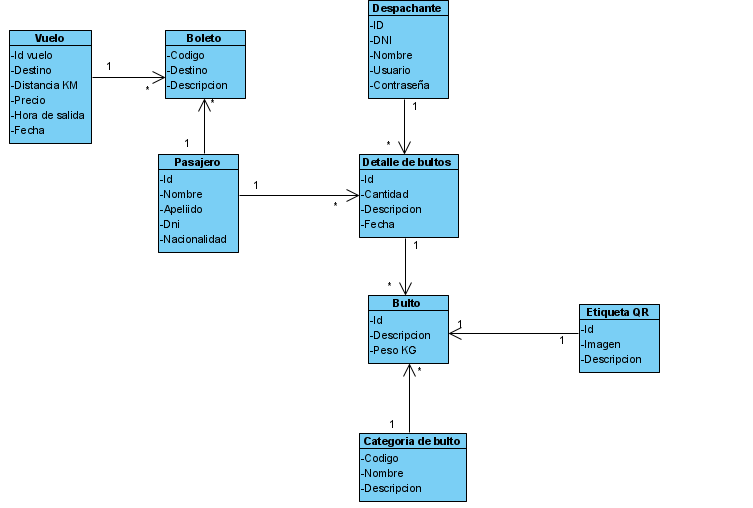 Vuelo
-Id vuelo
-Destino
-Distancia KM
-Precio
-Hora de salida
-Fecha
1
*
Boleto
-Codigo
-Destino
-Descripcion
*
1
Despachante
-ID
-DNI
-Nombre
-Usuario
-Contraseña
1
*
Pasajero
-Id
-Nombre
-Apeliido
-Dni
-Nacionalidad
1
*
Detalle de bultos
-Id
-Cantidad
-Descripcion
-Fecha
1
*
Bulto
-Id
-Descripcion
-Peso KG
1
1
Etiqueta QR
-Id
-Imagen
-Descripcion
*
1
Categoria de bulto
-Codigo
-Nombre
-Descripcion